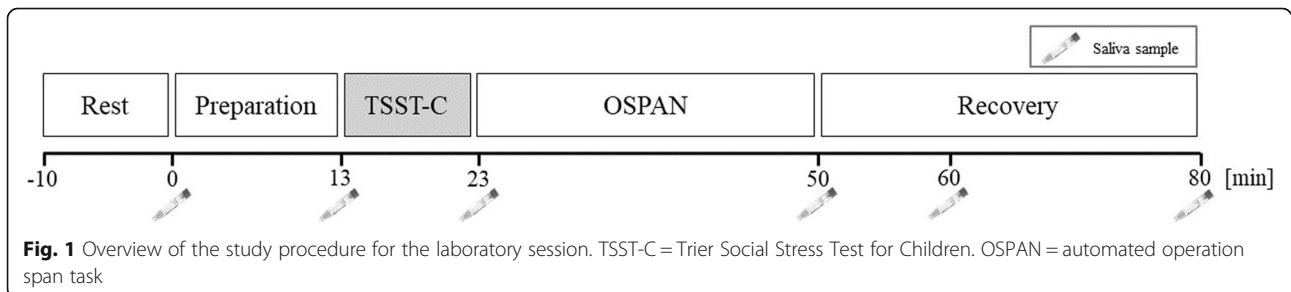 Saliva sample
Rest Preparation TSST-C OSPAN Recovery
-10 0 13 23 50 60 80 [min]
Fig. 1 Overview of the study procedure for the laboratory session. TSST-C = Trier Social Stress Test for Children. OSPAN = automated operation
span task